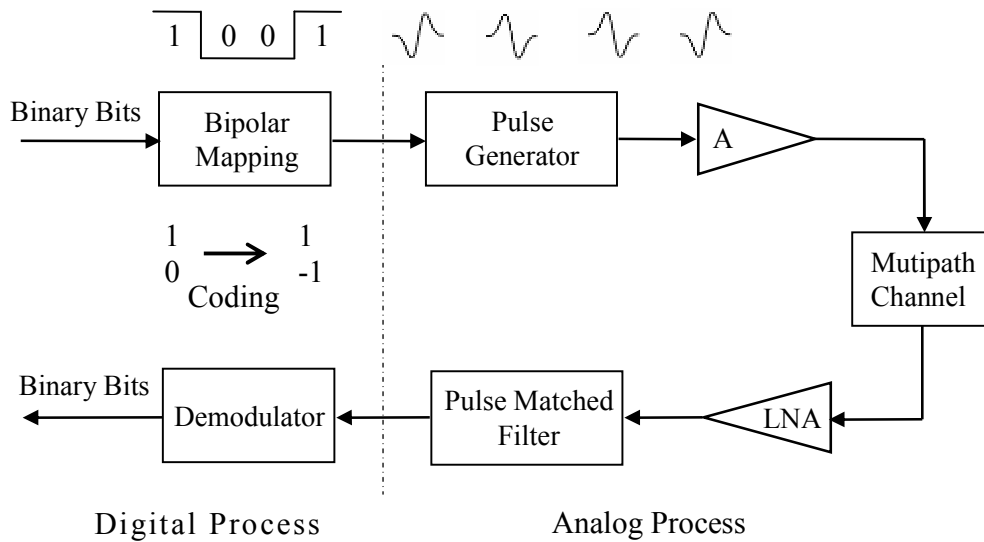 1 0 0 1
Binary Bits
Bipolar
Mapping
Pulse
Generator
A
1 1
0 -1
Coding
Mutipath
Channel
Binary Bits
Demodulator
Pulse Matched
Filter
LNA
Digital Process
Analog Process